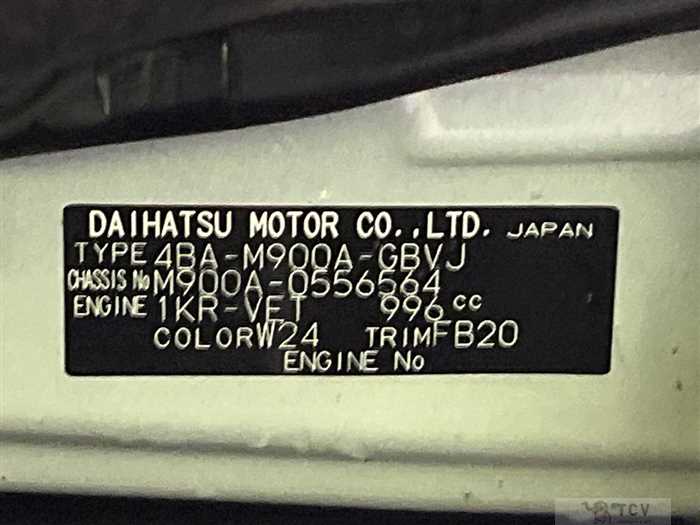 DAIHATSU MOTOR CO.,LTD. JAPAN
TYPE 4BA-M900A-GBVJ
CHASSIS No M900A-0556564
ENGINE 1KR-VET 996 cc
COLOR W24 TRIM FB20
ENGINE No
TCV